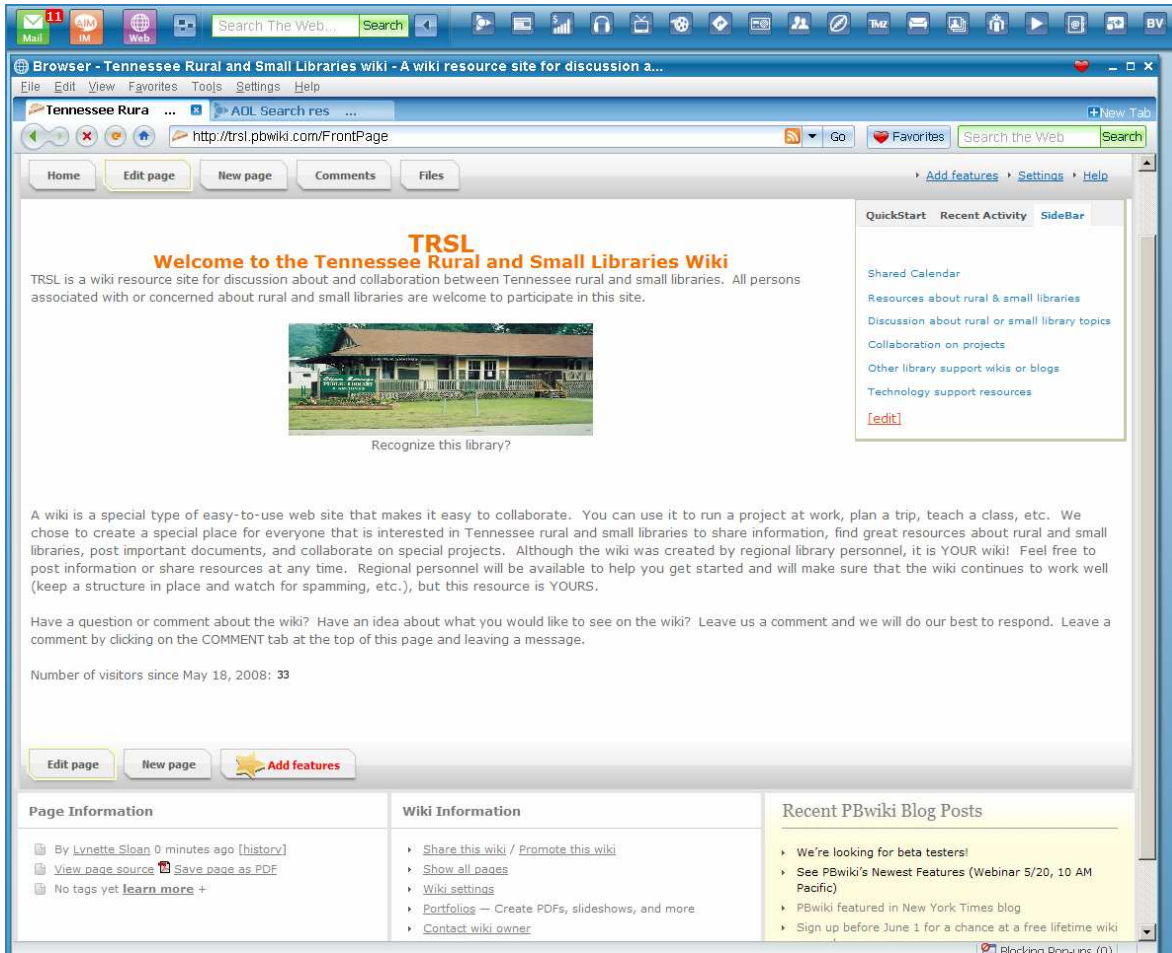 11
Mail
AIM
IM
Web
Search The Web...
Search
TMZ
BV
Browser - Tennessee Rural and Small Libraries wiki - A wiki resource site for discussion a...
File Edit View Favorites Tools Settings Help
Tennessee Rura ...
AOL Search res ...
New Tab
http://trsl.pbwiki.com/FrontPage
Go
Favorites
Search the Web
Search
Home
Edit page
New page
Comments
Files
Add features
Settings
Help
QuickStart Recent Activity SideBar
TRSL
Welcome to the Tennessee Rural and Small Libraries Wiki
TRSL is a wiki resource site for discussion about and collaboration between Tennessee rural and small libraries. All persons
associated with or concerned about rural and small libraries are welcome to participate in this site.
Shared Calendar
Resources about rural & small libraries
Discussion about rural or small library topics
Collaboration on projects
Other library support wikis or blogs
Technology support resources
[edit]
PUBLIC LIBRARY
Recognize this library?
A wiki is a special type of easy-to-use web site that makes it easy to collaborate. You can use it to run a project at work, plan a trip, teach a class, etc. We
chose to create a special place for everyone that is interested in Tennessee rural and small libraries to share information, find great resources about rural and small
libraries, post important documents, and collaborate on special projects. Although the wiki was created by regional library personnel, it is YOUR wiki! Feel free to
post information or share resources at any time. Regional personnel will be available to help you get started and will make sure that the wiki continues to work well
(keep a structure in place and watch for spamming, etc.), but this resource is YOURS.
Have a question or comment about the wiki? Have an idea about what you would like to see on the wiki? Leave us a comment and we will do our best to respond. Leave a
comment by clicking on the COMMENT tab at the top of this page and leaving a message.
Number of visitors since May 18, 2008: 33
Edit page
New page
Add features
Page Information
By Lynette Sloan 0 minutes ago [history]
View page source Save page as PDF
No tags yet learn more +
Wiki Information
Share this wiki / Promote this wiki
Show all pages
Wiki settings
Portfolios — Create PDFs, slideshows, and more
Contact wiki owner
Recent PBwiki Blog Posts
We're looking for beta testers!
See PBwiki's Newest Features (Webinar 5/20, 10 AM
Pacific)
PBwiki featured in New York Times blog
Sign up before June 1 for a chance at a free lifetime wiki
Blocking Pop-ups (0)